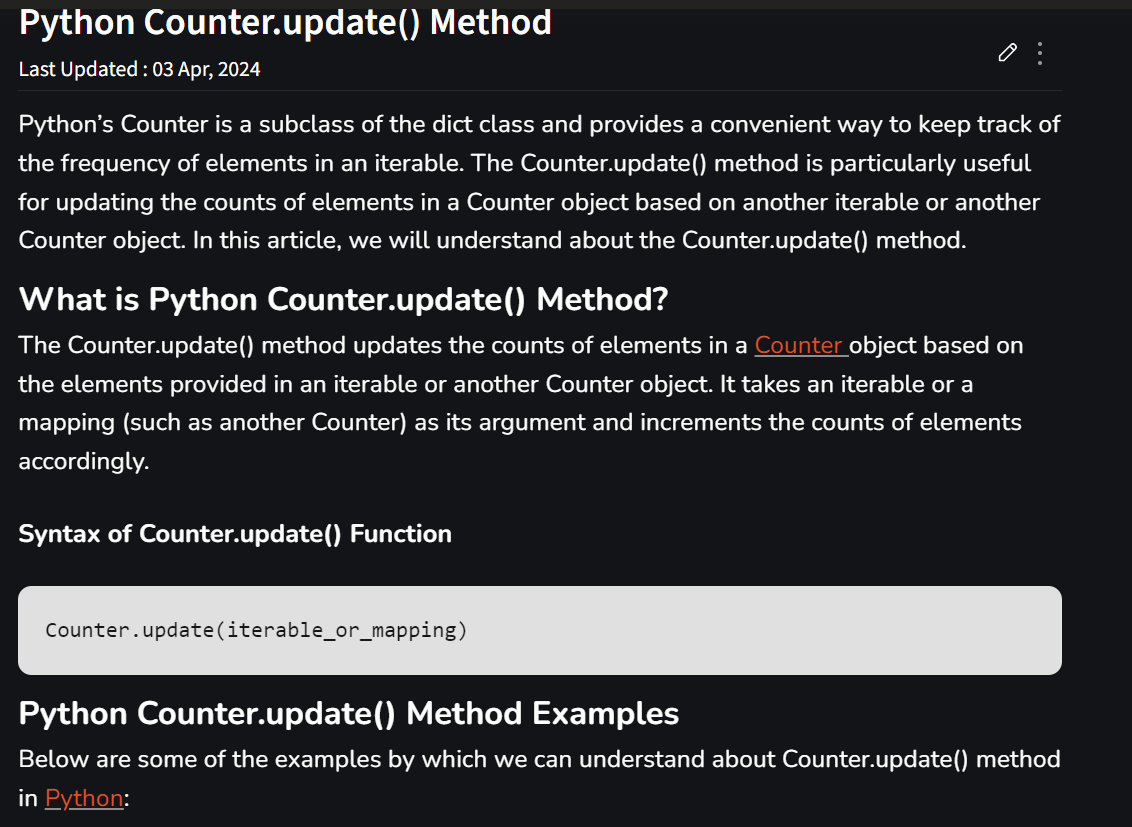 Python Counter.update() Method
Last Updated : 03 Apr, 2024
Python’s Counter is a subclass of the dict class and provides a convenient way to keep track of
the frequency of elements in an iterable. The Counter.update() method is particularly useful
for updating the counts of elements in a Counter object based on another iterable or another
Counter object. In this article, we will understand about the Counter.update() method.
What is Python Counter.update() Method?
The Counter.update() method updates the counts of elements in a Counter object based on
the elements provided in an iterable or another Counter object. It takes an iterable or a
mapping (such as another Counter) as its argument and increments the counts of elements
accordingly.
Syntax of Counter.update() Function
Counter.update(iterable_or_mapping)
Python Counter.update() Method Examples
Below are some of the examples by which we can understand about Counter.update() method
in Python: